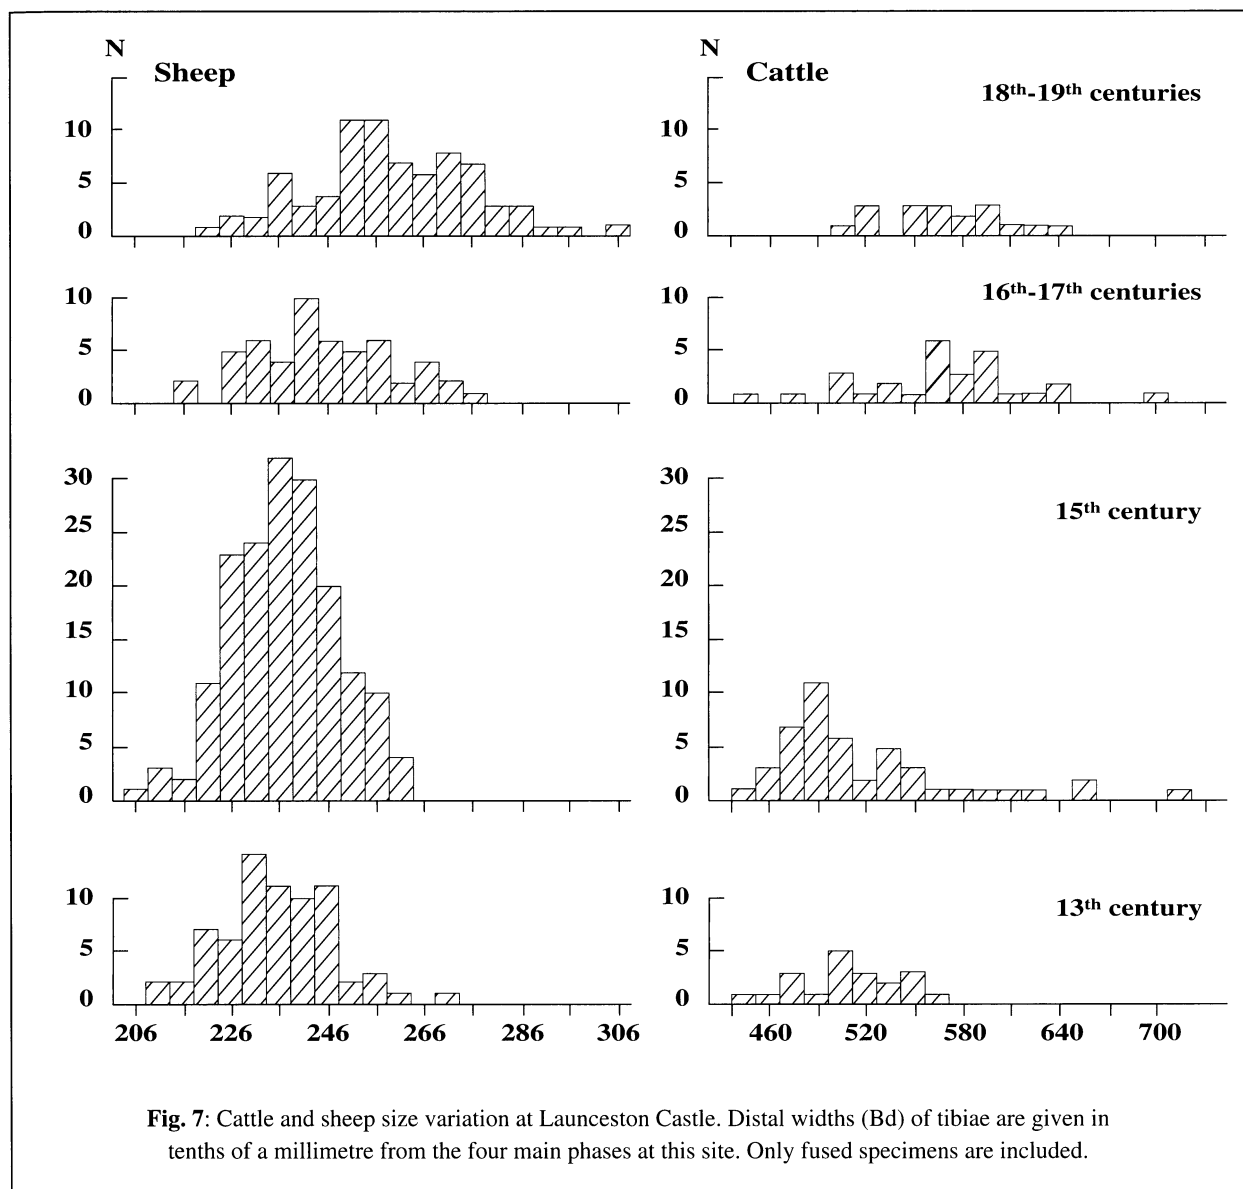 N
Sheep
N
Cattle
18th-19th centuries
10
5
0
10
5
0
16th-17th centuries
10
5
0
10
5
0
15th century
30
25
20
15
10
5
0
30
25
20
15
10
5
0
13th century
10
5
0
10
5
0
206 226 246 266 286 306
460 520 580 640 700
Fig. 7: Cattle and sheep size variation at Launceston Castle. Distal widths (Bd) of tibiae are given in
tenths of a millimetre from the four main phases at this site. Only fused specimens are included.